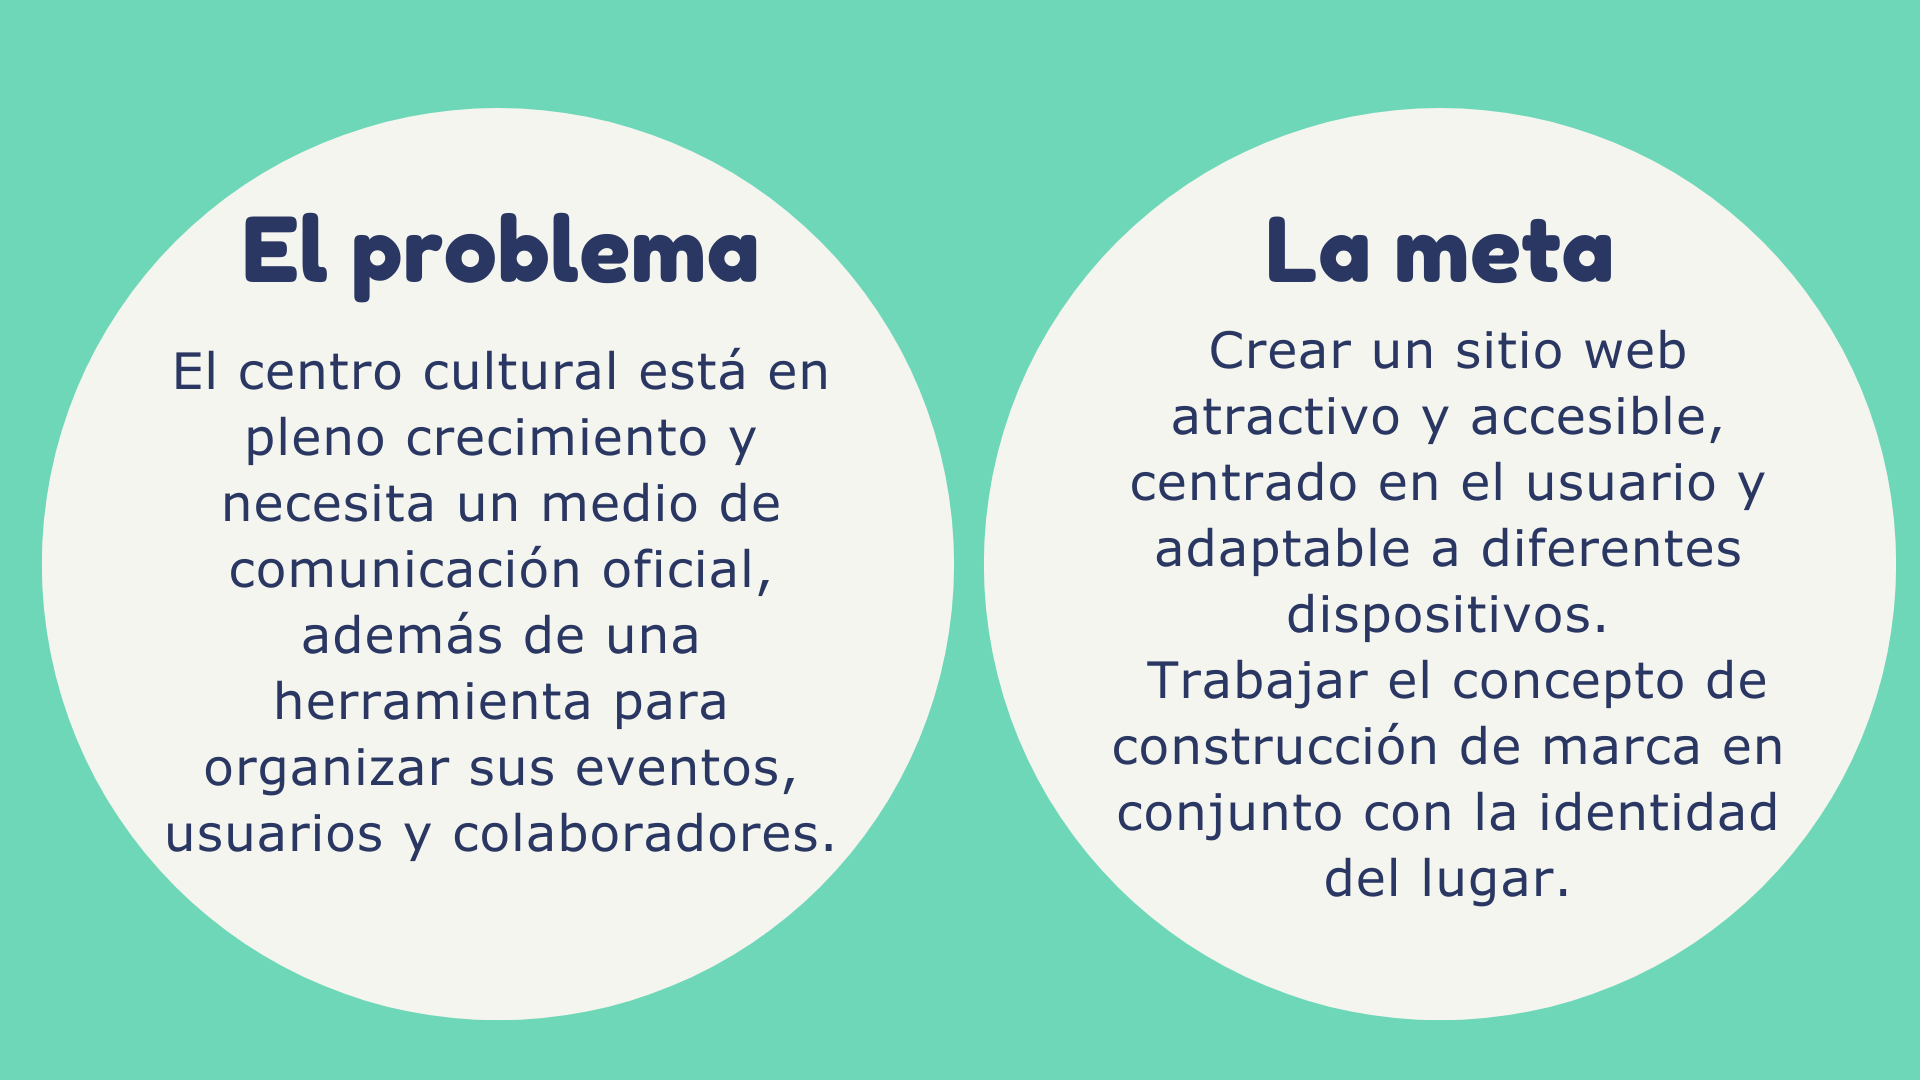 El problema
El centro cultural está en
pleno crecimiento y
necesita un medio de
comunicación oficial,
además de una
herramienta para
organizar sus eventos,
usuarios y colaboradores.
La meta
Crear un sitio web
atractivo y accesible,
centrado en el usuario y
adaptable a diferentes
dispositivos.
Trabajar el concepto de
construcción de marca en
conjunto con la identidad
del lugar.